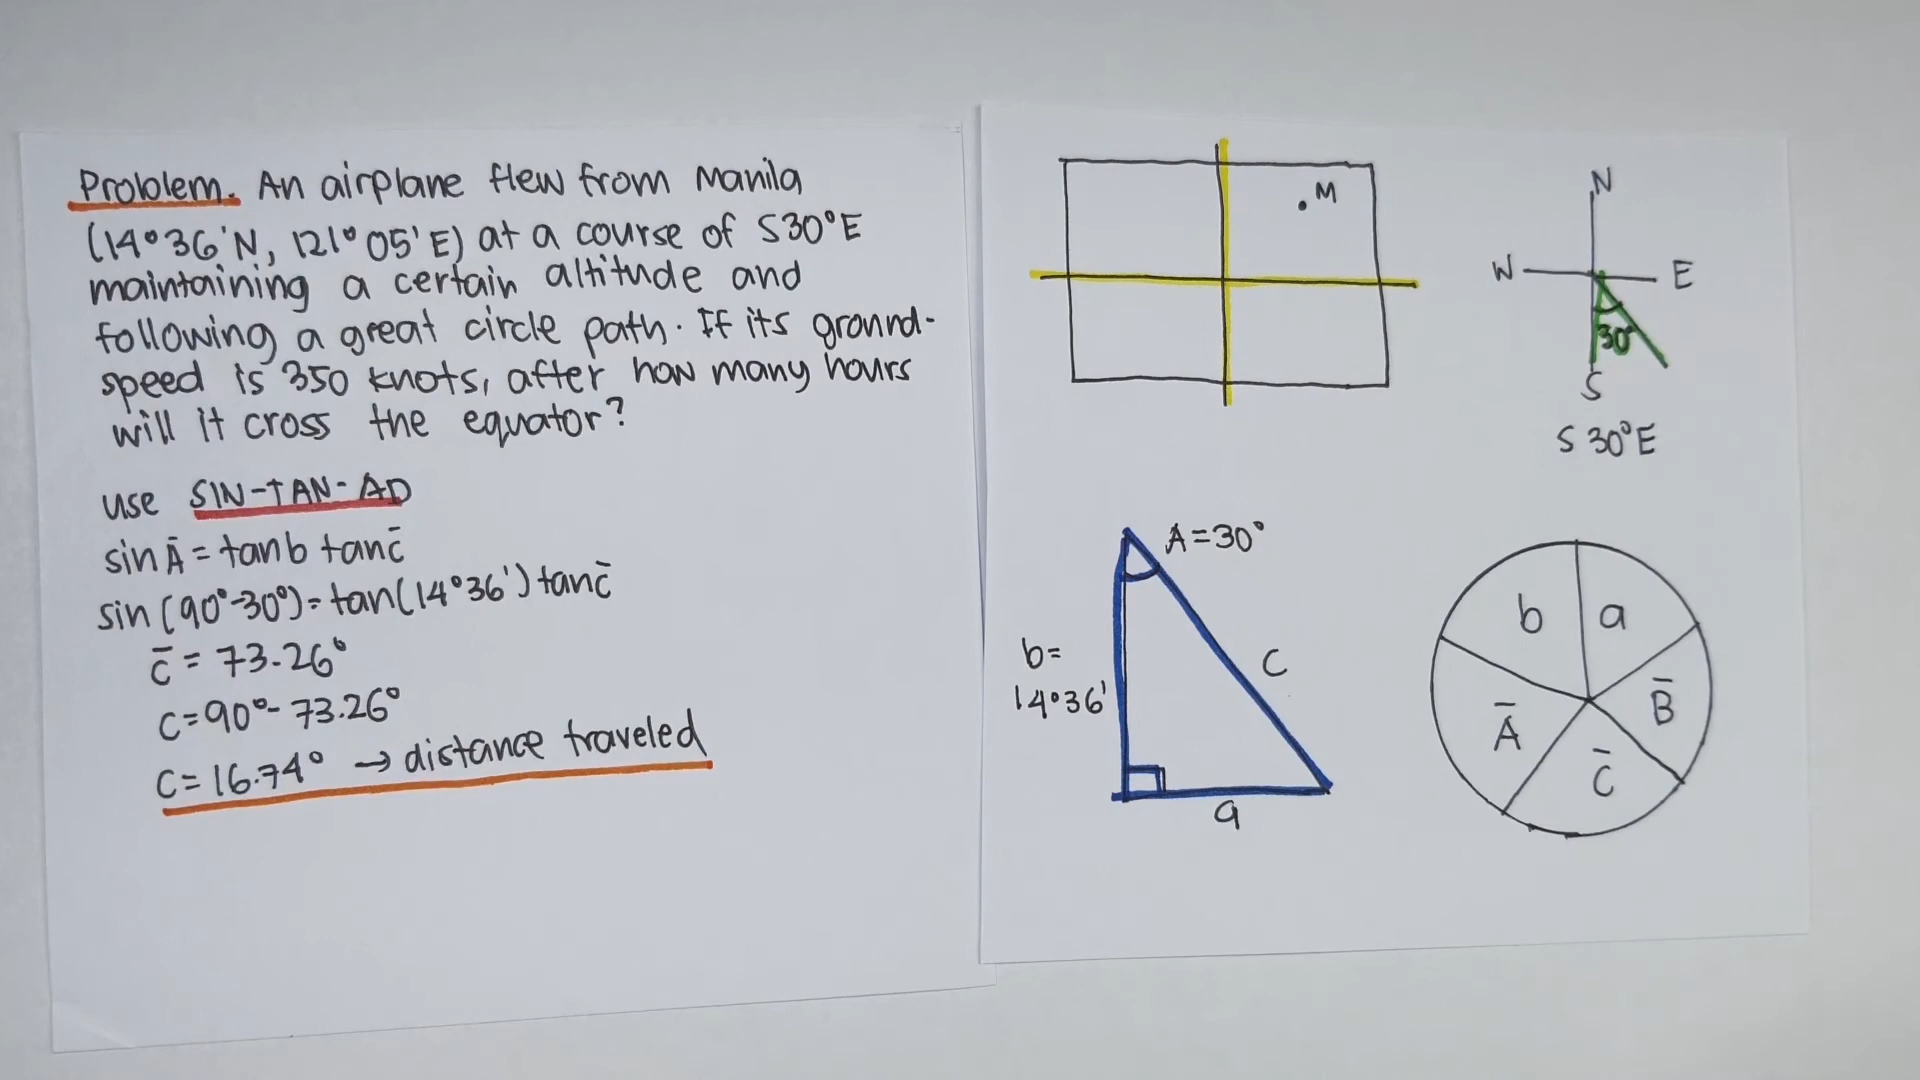 Problem. An airplane flew from Manila
(14°36'N, 121°05'E) at a course of S30°E
maintaining a certain altitude and
following a great circle path. If its ground-
speed is 350 knots, after how many hours
will it cross the equator?
use SIN-TAN-AD
sin Ā = tan b tan c̄
sin (90°-30°) = tan(14°36') tan c̄
c̄ = 73.26°
C = 90° - 73.26°
C = 16.74° → distance traveled
M
N
W
E
30°
S
S 30°E
A = 30°
b =
14°36'
C
a
b
a
Ā
B̄
C̄